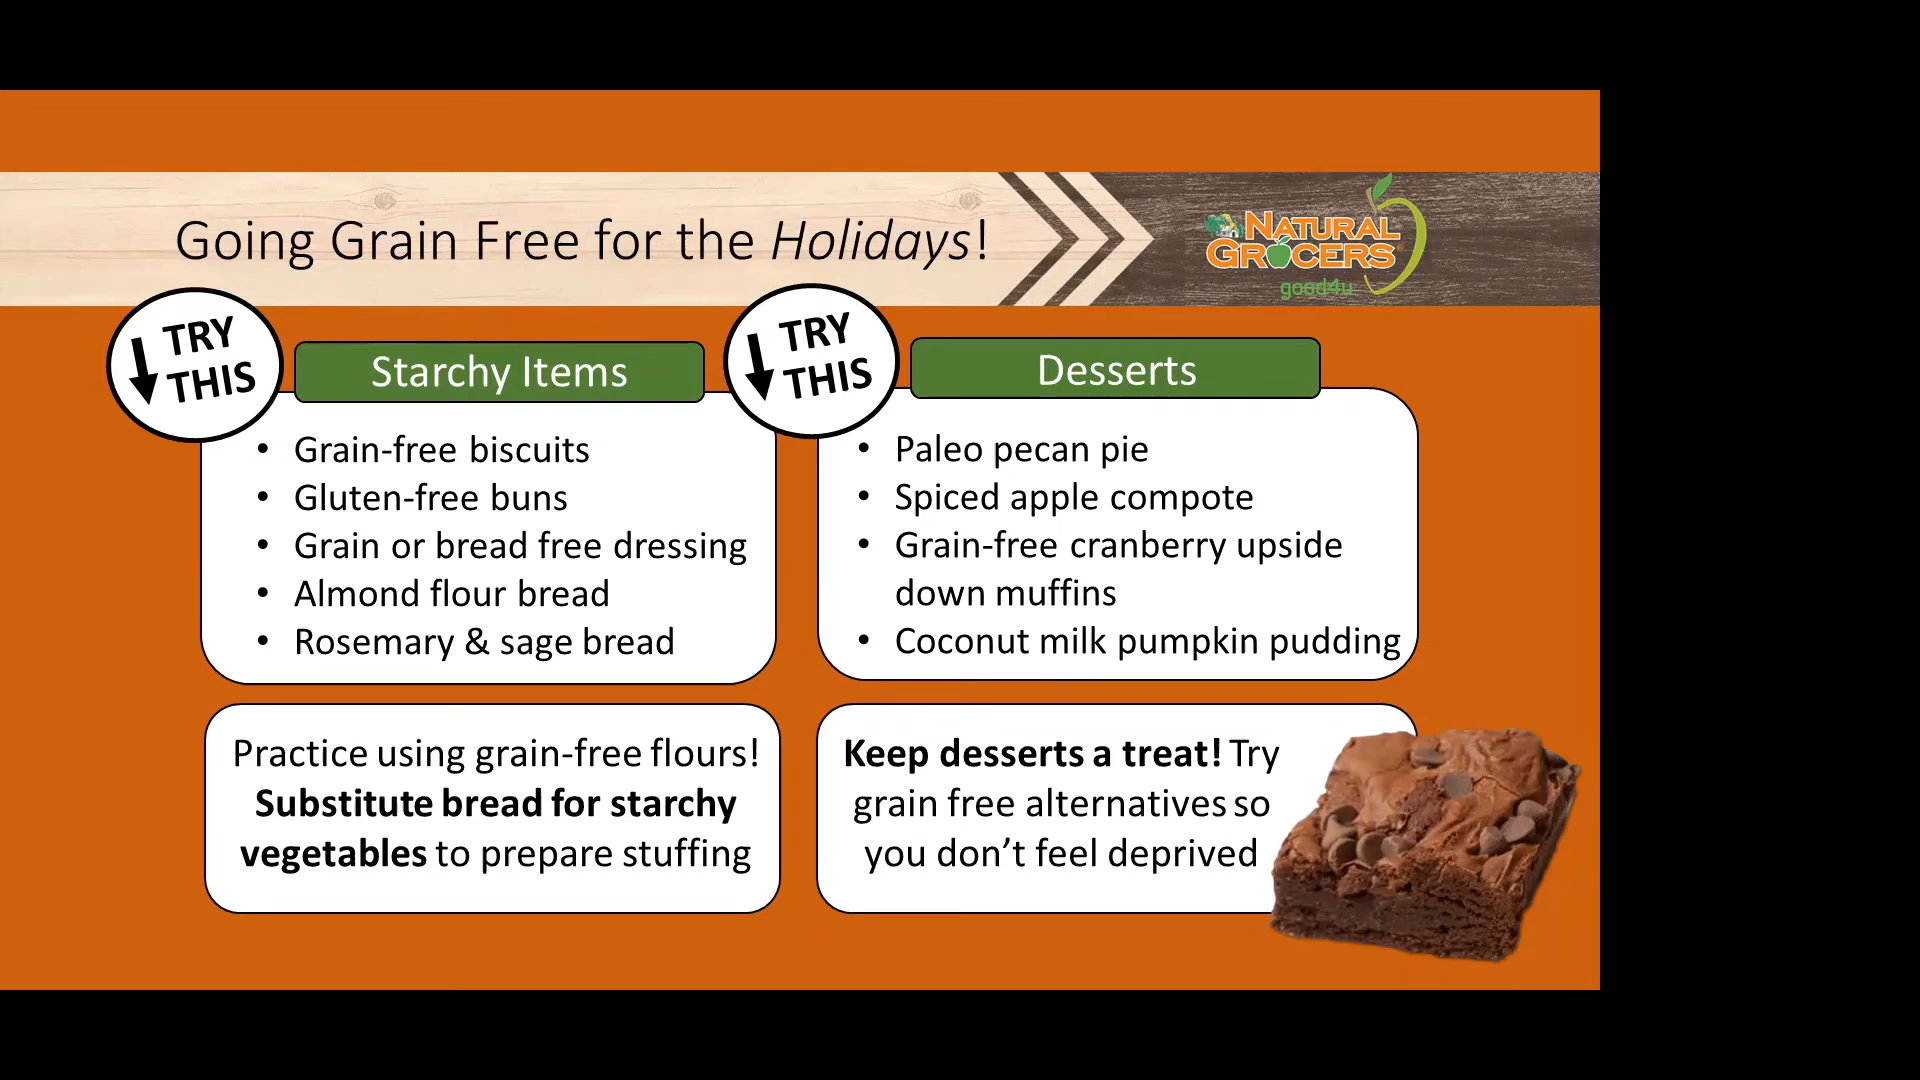 Going Grain Free for the Holidays!
NATURAL
GROCERS
good4u
TRY
THIS
Starchy Items
• Grain-free biscuits
• Gluten-free buns
• Grain or bread free dressing
• Almond flour bread
• Rosemary & sage bread
Practice using grain-free flours!
Substitute bread for starchy
vegetables to prepare stuffing
TRY
THIS
Desserts
• Paleo pecan pie
• Spiced apple compote
• Grain-free cranberry upside
down muffins
• Coconut milk pumpkin pudding
Keep desserts a treat! Try
grain free alternatives so
you don’t feel deprived